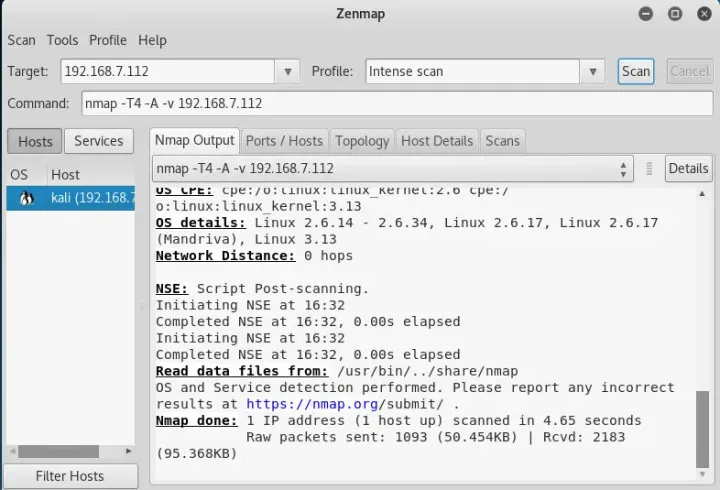 Zenmap
Scan Tools Profile Help
Target: 192.168.7.112 Profile: Intense scan Scan Cancel
Command: nmap -T4 -A -v 192.168.7.112
Hosts Services Nmap Output Ports / Hosts Topology Host Details Scans
OS Host nmap -T4 -A -v 192.168.7.112 Details
kali (192.168.7
OS CPE: cpe:/o:linux:linux_kernel:2.6 cpe:/
o:linux:linux_kernel:3.13
OS details: Linux 2.6.14 - 2.6.34, Linux 2.6.17, Linux 2.6.17
(Mandriva), Linux 3.13
Network Distance: 0 hops
NSE: Script Post-scanning.
Initiating NSE at 16:32
Completed NSE at 16:32, 0.00s elapsed
Initiating NSE at 16:32
Completed NSE at 16:32, 0.00s elapsed
Read data files from: /usr/bin/../share/nmap
OS and Service detection performed. Please report any incorrect
results at https://nmap.org/submit/ .
Nmap done: 1 IP address (1 host up) scanned in 4.65 seconds
Raw packets sent: 1093 (50.454KB) | Rcvd: 2183
(95.368KB)
Filter Hosts